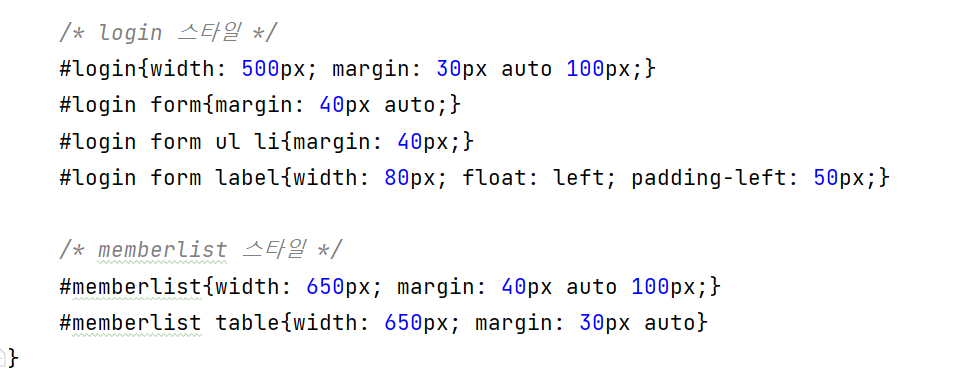 /* login 스타일 */
#login{width: 500px; margin: 30px auto 100px;}
#login form{margin: 40px auto;}
#login form ul li{margin: 40px;}
#login form label{width: 80px; float: left; padding-left: 50px;}
/* memberlist 스타일 */
#memberlist{width: 650px; margin: 40px auto 100px;}
#memberlist table{width: 650px; margin: 30px auto}
}